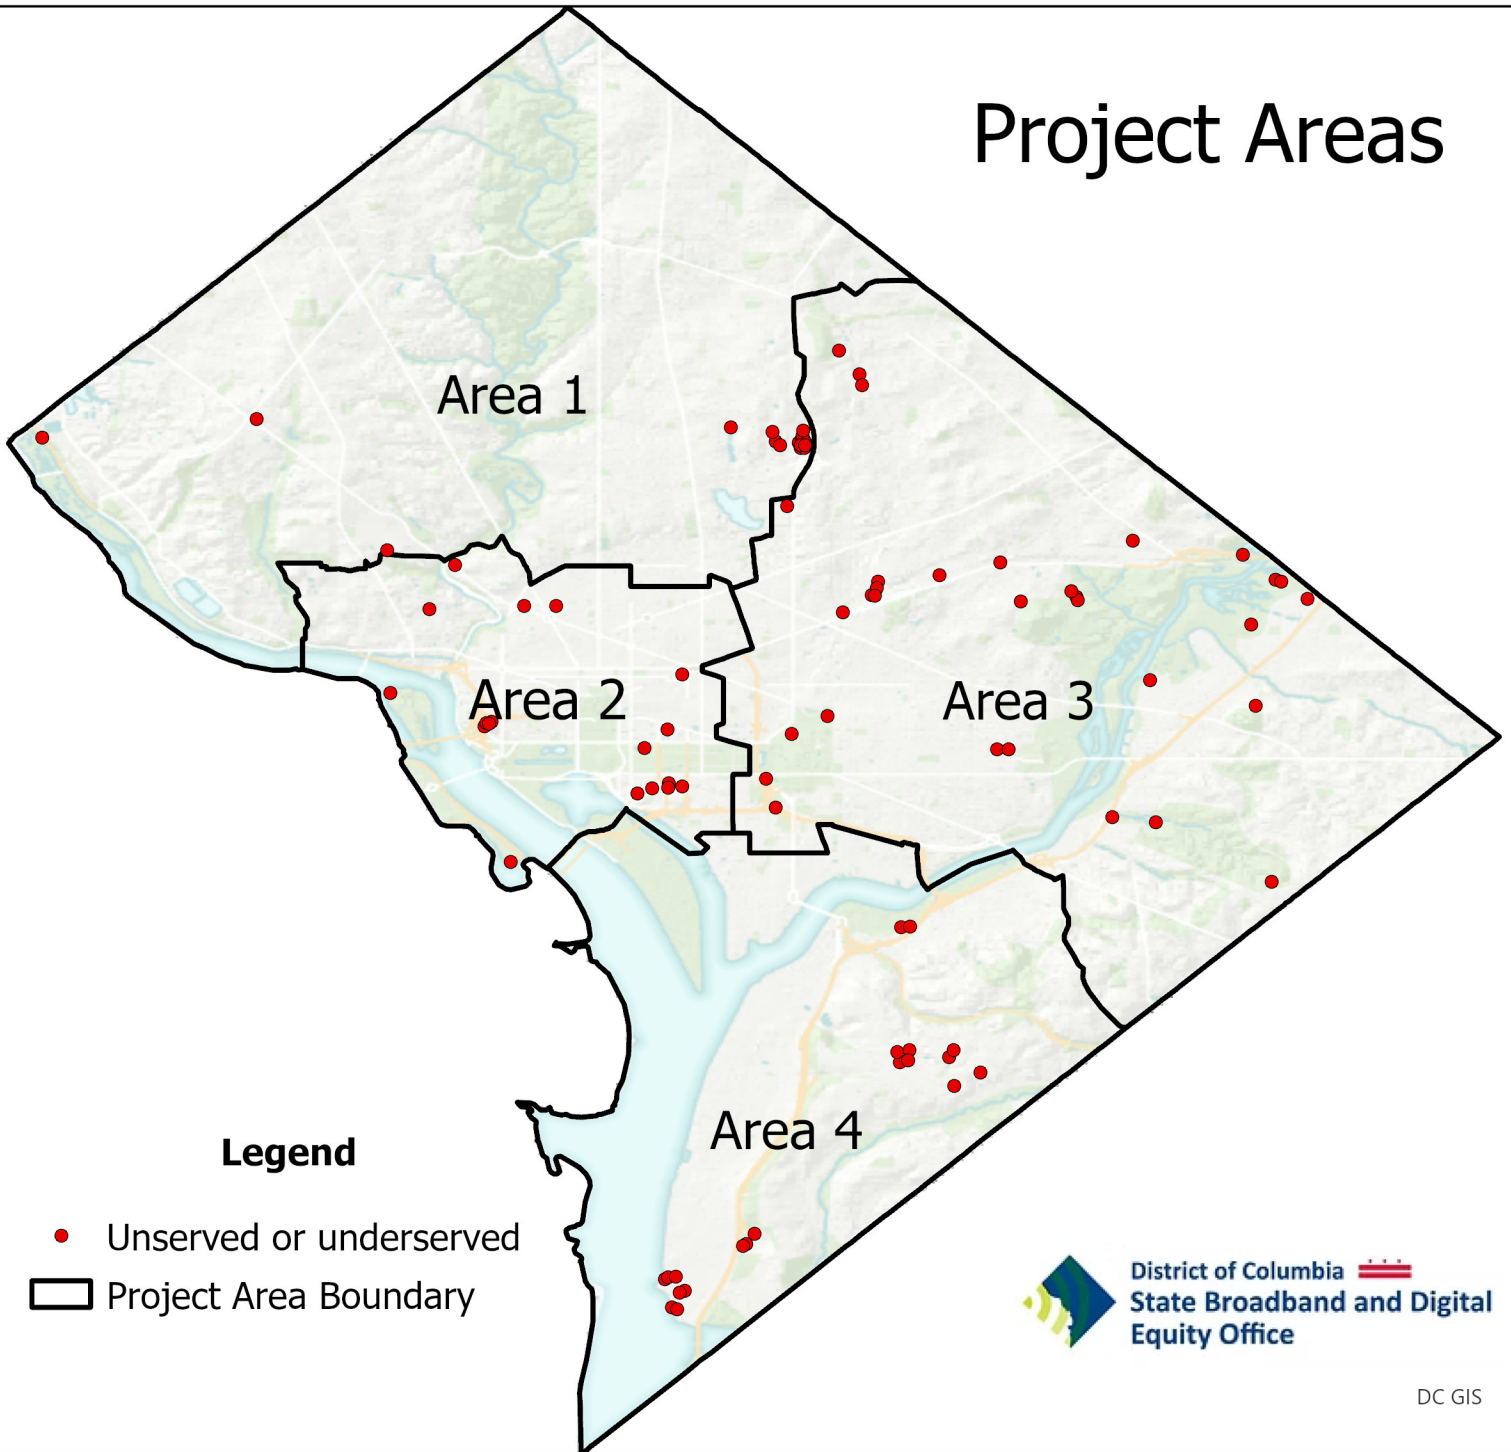 Project Areas
Area 1
Area 2
Area 3
Area 4
Legend
Unserved or underserved
Project Area Boundary
District of Columbia
State Broadband and Digital
Equity Office
DC GIS